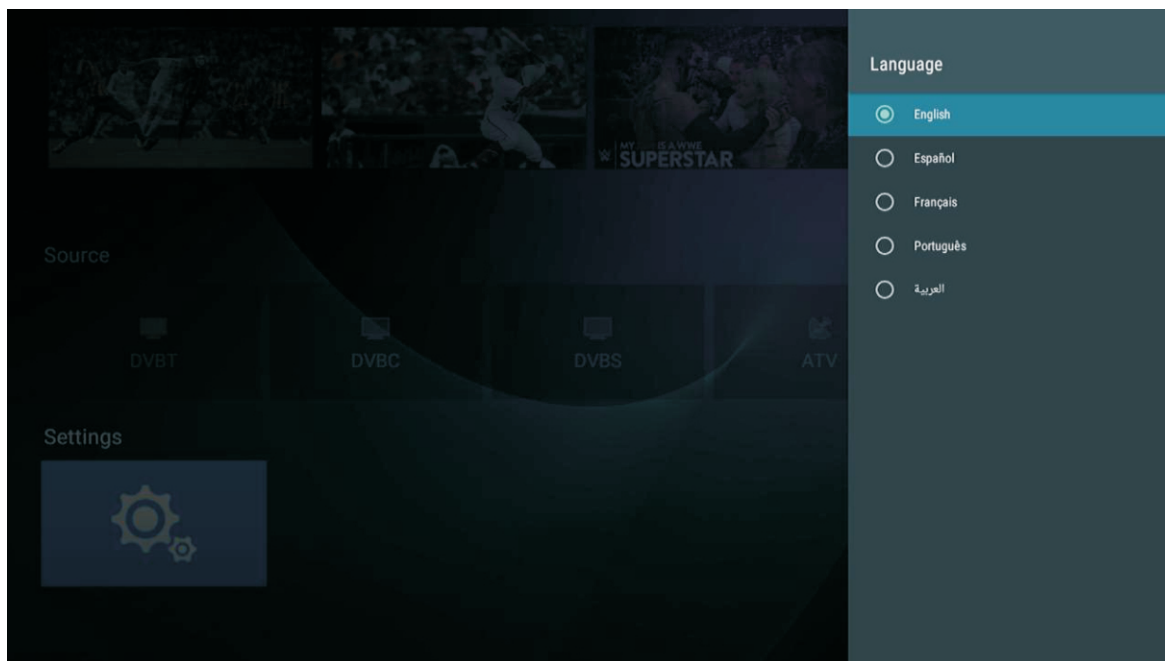 MY IS A WWE
SUPERSTAR
Source
DVBT
DVBC
DVBS
ATV
Settings
Language
English
Español
Français
Português
العربية